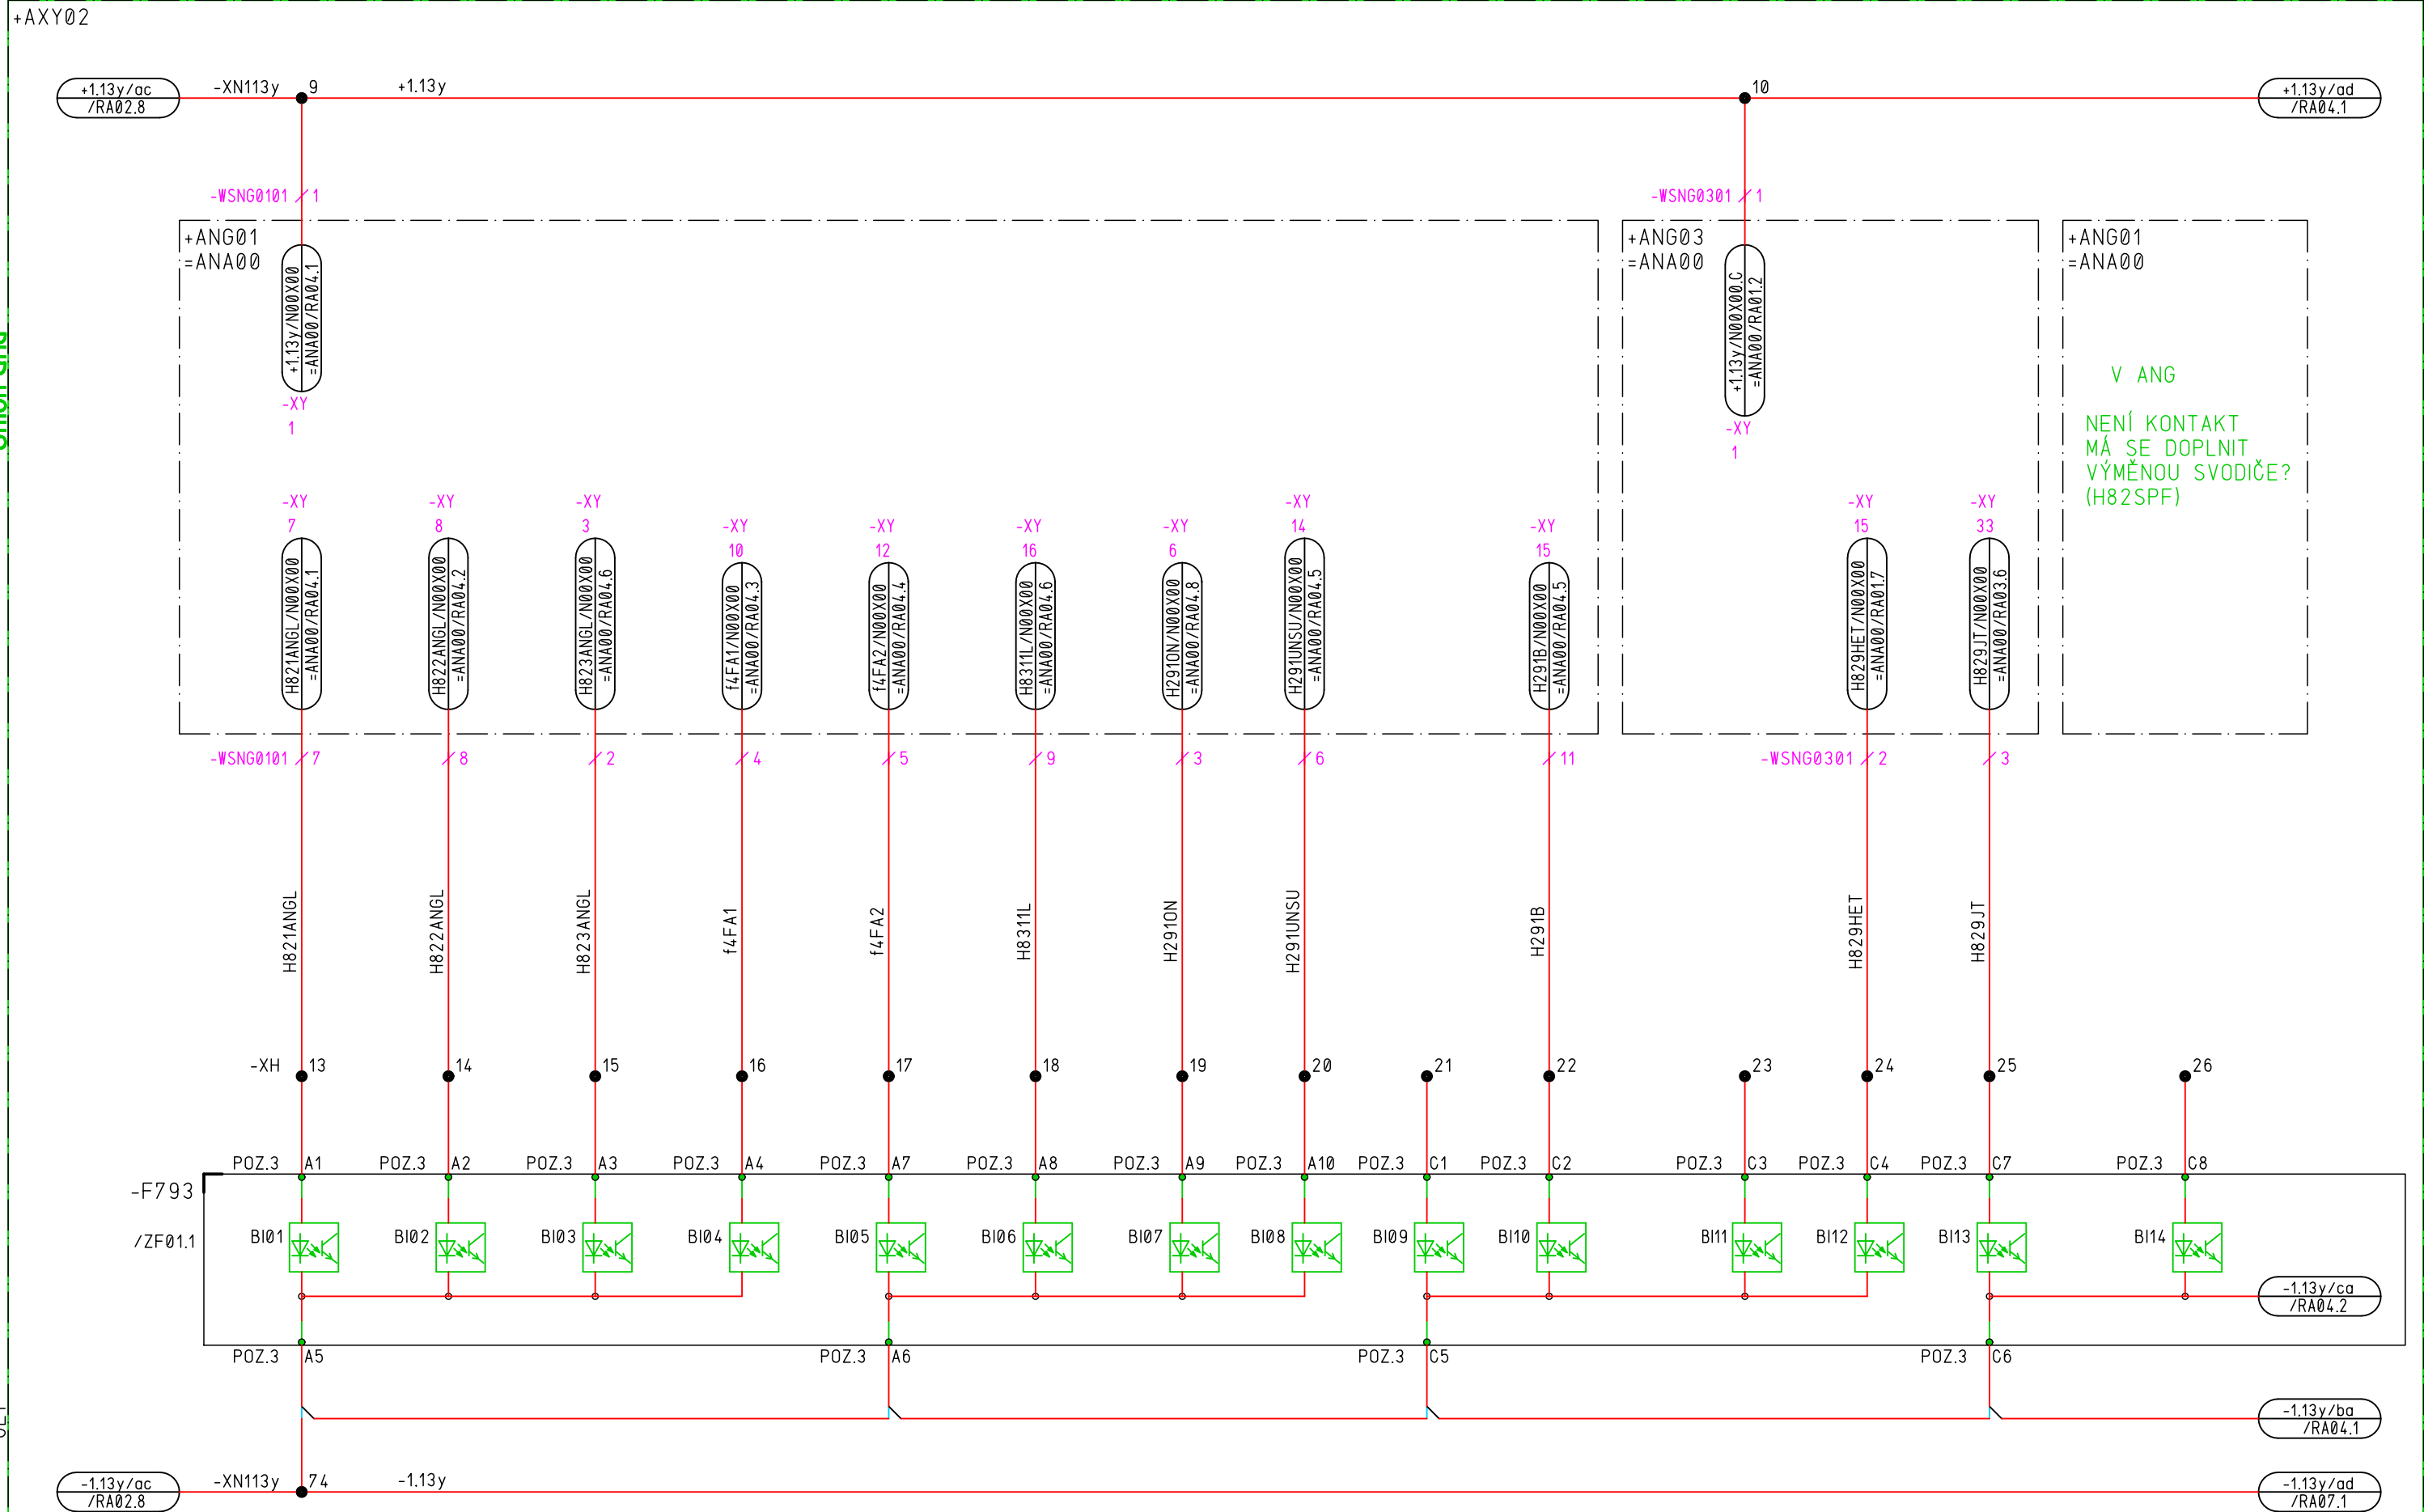 +AXY02
+1.13y/ac
/RA02.8
-XN113y
9
+1.13y
10
+1.13y/ad
/RA04.1
-WSNG0101
1
-WSNG0301
1
+ANG01
=ANA00
+1.13y/N00X00
=ANA00/RA04.1
-XY
1
+ANG03
=ANA00
+1.13y/N00X00.C
=ANA00/RA01.2
-XY
1
+ANG01
=ANA00
V ANG
NENÍ KONTAKT
MÁ SE DOPLNIT
VÝMĚNOU SVODIČE?
(H82SPF)
-XY
7
H821ANGL/N00X00
=ANA00/RA04.1
-XY
8
H822ANGL/N00X00
=ANA00/RA04.2
-XY
3
H823ANGL/N00X00
=ANA00/RA04.6
-XY
10
f4FA1/N00X00
=ANA00/RA04.3
-XY
12
f4FA2/N00X00
=ANA00/RA04.4
-XY
16
H8311L/N00X00
=ANA00/RA04.6
-XY
6
H291ON/N00X00
=ANA00/RA04.8
-XY
14
H291UNSU/N00X00
=ANA00/RA04.5
-XY
15
H291B/N00X00
=ANA00/RA04.5
-XY
15
H829HET/N00X00
=ANA00/RA01.7
-XY
33
H829JT/N00X00
=ANA00/RA03.6
-WSNG0101
7
8
2
4
5
9
3
6
11
-WSNG0301
2
3
H821ANGL
H822ANGL
H823ANGL
f4FA1
f4FA2
H8311L
H291ON
H291UNSU
H291B
H829HET
H829JT
-XH
13
14
15
16
17
18
19
20
21
22
23
24
25
26
POZ.3 A1
POZ.3 A2
POZ.3 A3
POZ.3 A4
POZ.3 A7
POZ.3 A8
POZ.3 A9
POZ.3 A10
POZ.3 C1
POZ.3 C2
POZ.3 C3
POZ.3 C4
POZ.3 C7
POZ.3 C8
-F793
/ZF01.1
BI01
BI02
BI03
BI04
BI05
BI06
BI07
BI08
BI09
BI10
BI11
BI12
BI13
BI14
-1.13y/ca
/RA04.2
POZ.3 A5
POZ.3 A6
POZ.3 C5
POZ.3 C6
-1.13y/ba
/RA04.1
-1.13y/ac
/RA02.8
-XN113y
74
-1.13y
-1.13y/ad
/RA07.1